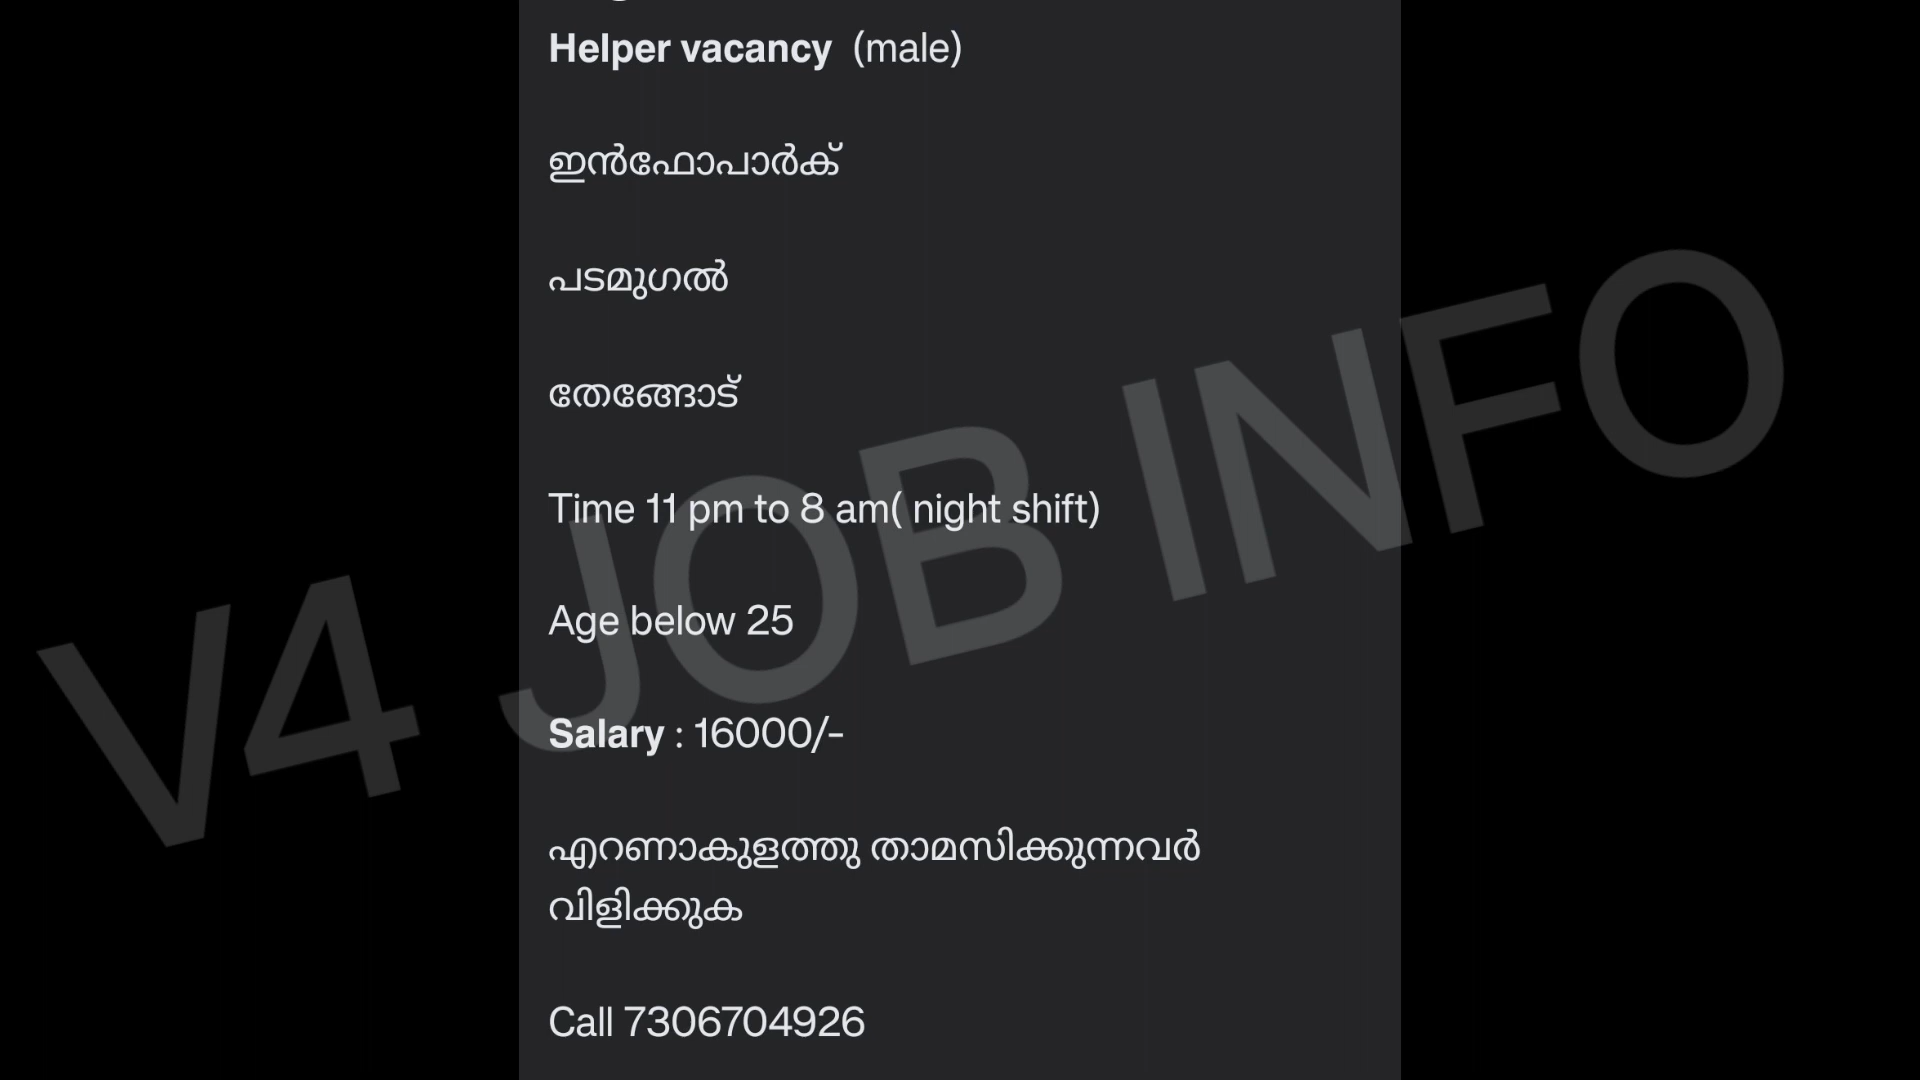 Helper vacancy (male)
ഇൻഫോപാർക്
പടമുഗൽ
തേങ്ങോട്
Time 11 pm to 8 am( night shift)
Age below 25
Salary : 16000/-
എറണാകുളത്തു താമസിക്കുന്നവർ
വിളിക്കുക
Call 7306704926
V4 JOB INFO